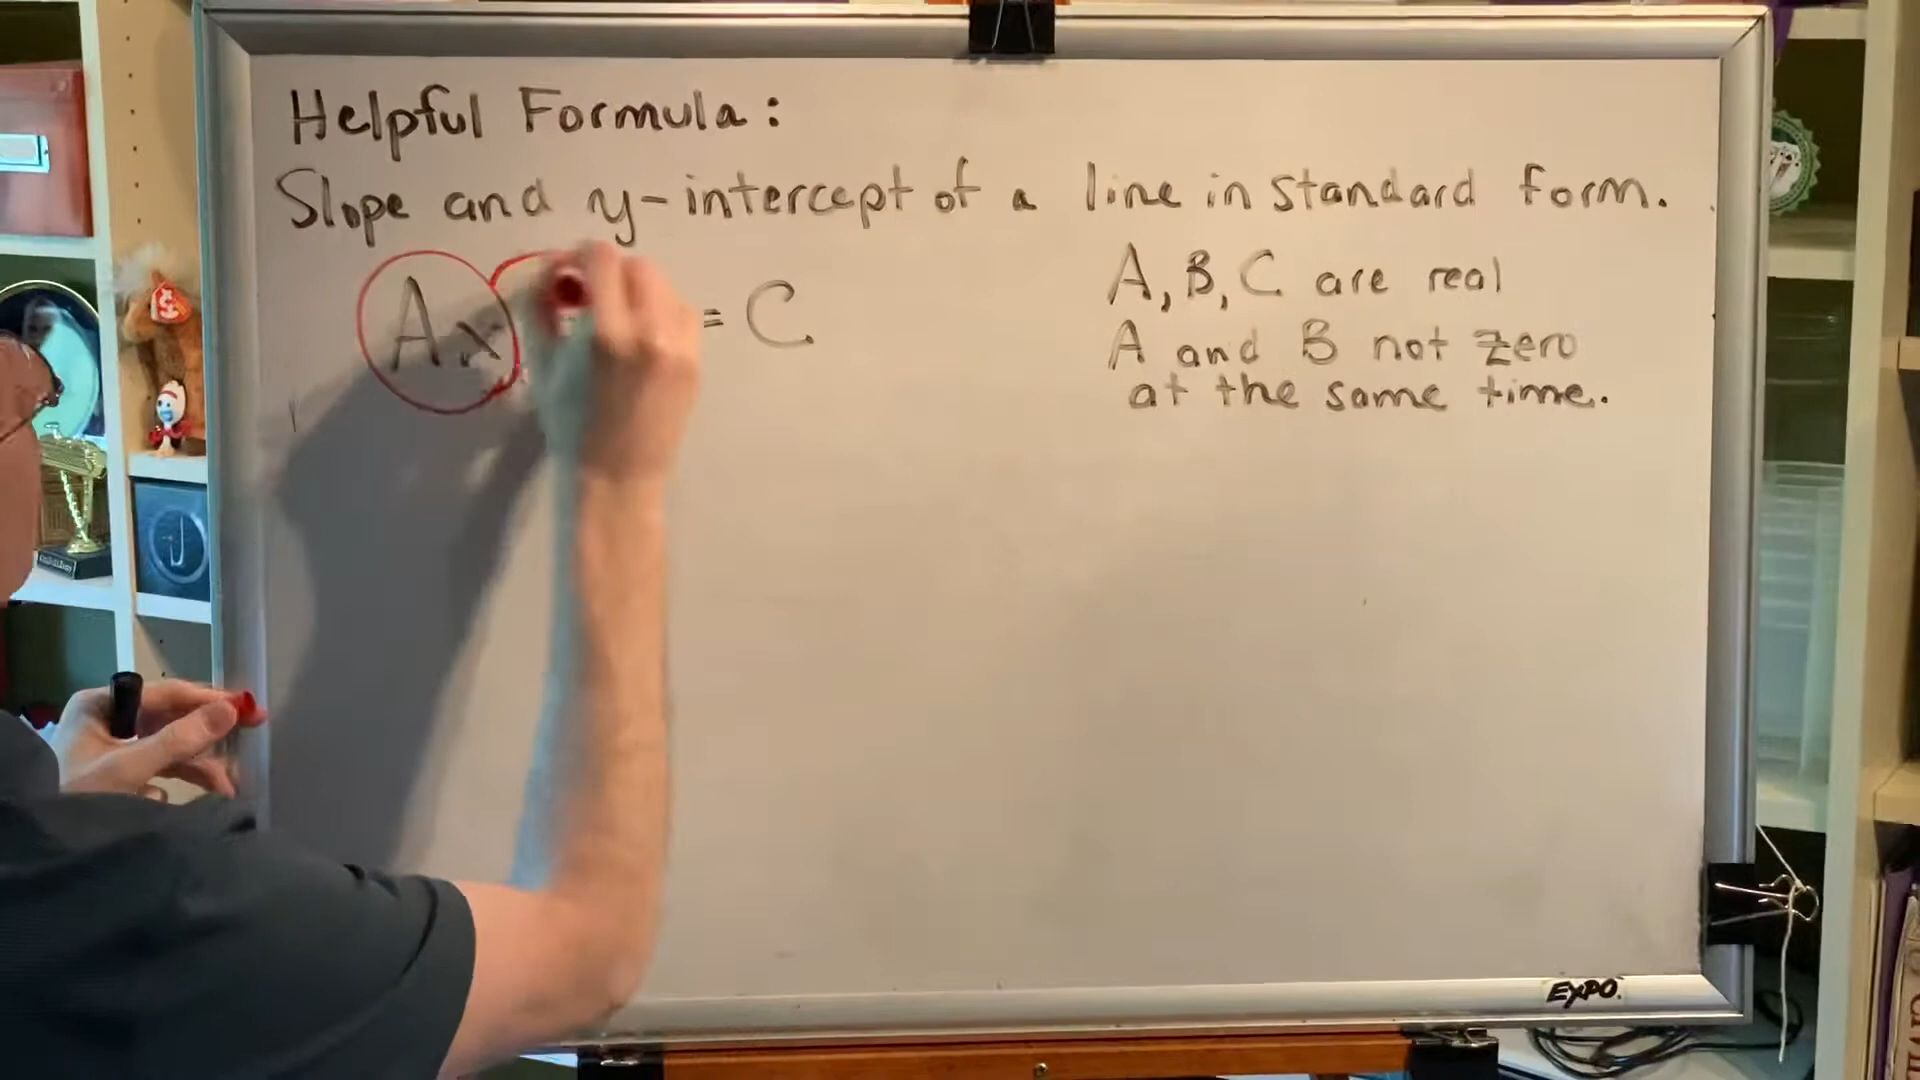 Helpful Formula:
Slope and y-intercept of a line in standard form.
Ax = C
A, B, C are real
A and B not zero
at the same time.
EXPO